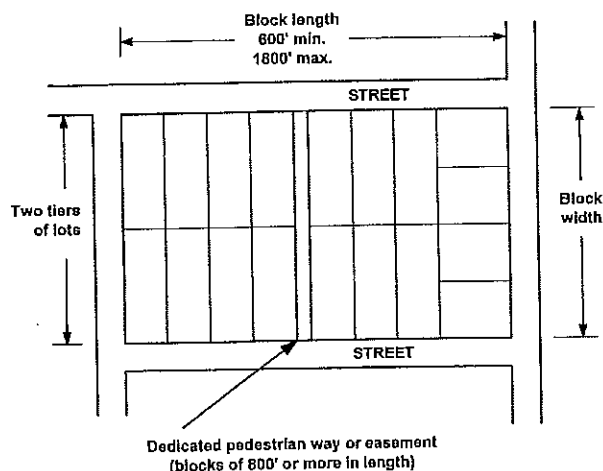 Block length
600' min.
1800' max.
STREET
Two tiers
of lots
Block
width
STREET
Dedicated pedestrian way or easement
(blocks of 800' or more in length)